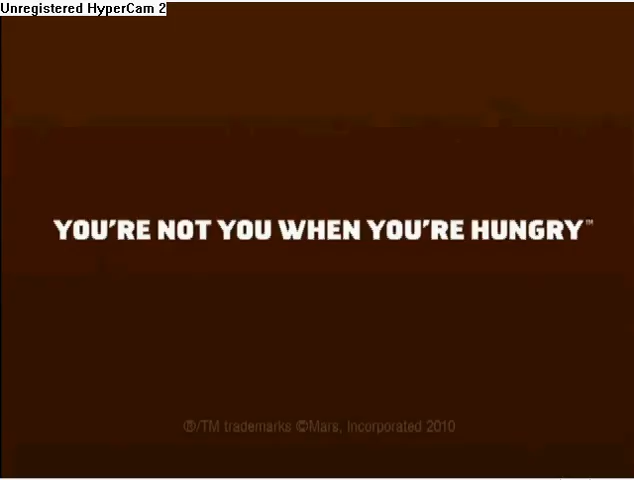 Unregistered HyperCam 2
YOU'RE NOT YOU WHEN YOU'RE HUNGRY™
®/TM trademarks ©Mars, Incorporated 2010